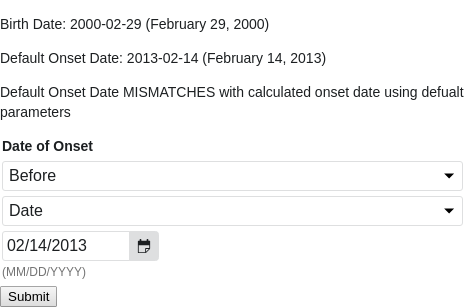 Birth Date: 2000-02-29 (February 29, 2000)
Default Onset Date: 2013-02-14 (February 14, 2013)
Default Onset Date MISMATCHES with calculated onset date using defualt
parameters
Date of Onset
Before
Date
02/14/2013
(MM/DD/YYYY)
Submit